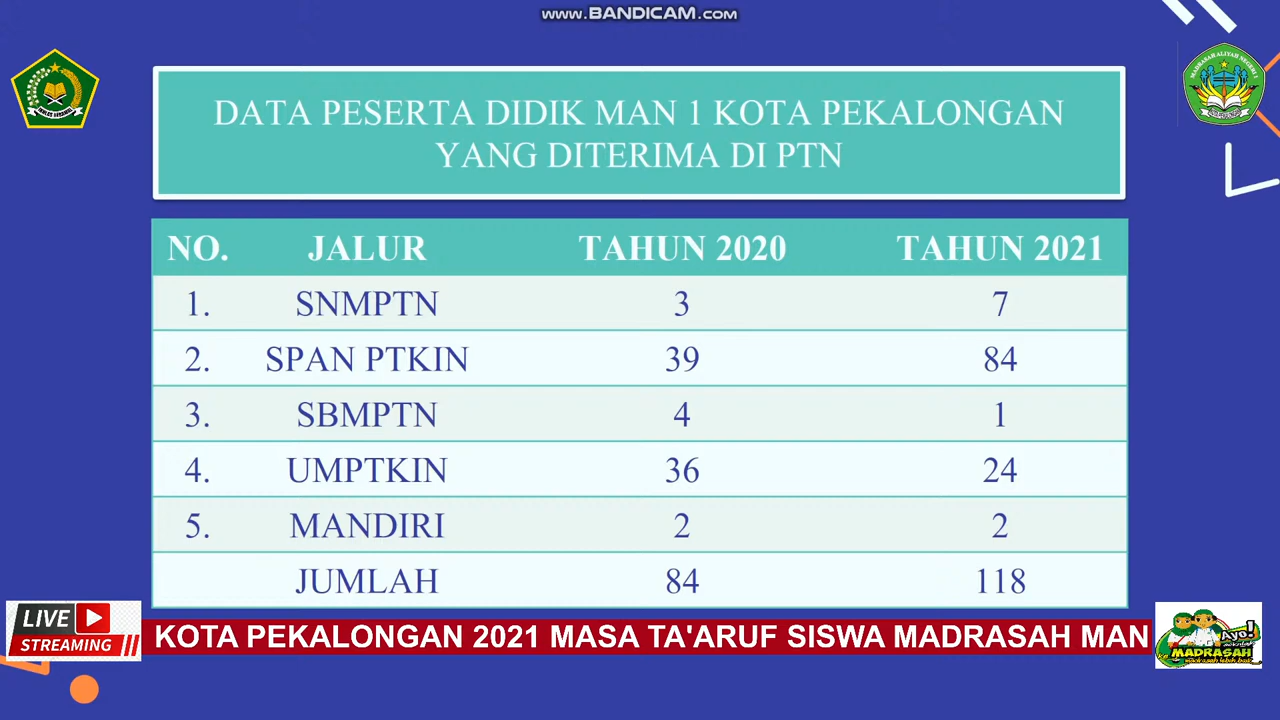 www.BANDICAM.com
DATA PESERTA DIDIK MAN 1 KOTA PEKALONGAN
YANG DITERIMA DI PTN
NO. JALUR TAHUN 2020 TAHUN 2021
1. SNMPTN 3 7
2. SPAN PTKIN 39 84
3. SBMPTN 4 1
4. UMPTKIN 36 24
5. MANDIRI 2 2
JUMLAH 84 118
LIVE
STREAMING
KOTA PEKALONGAN 2021 MASA TA'ARUF SISWA MADRASAH MAN
Ayo!
MADRASAH